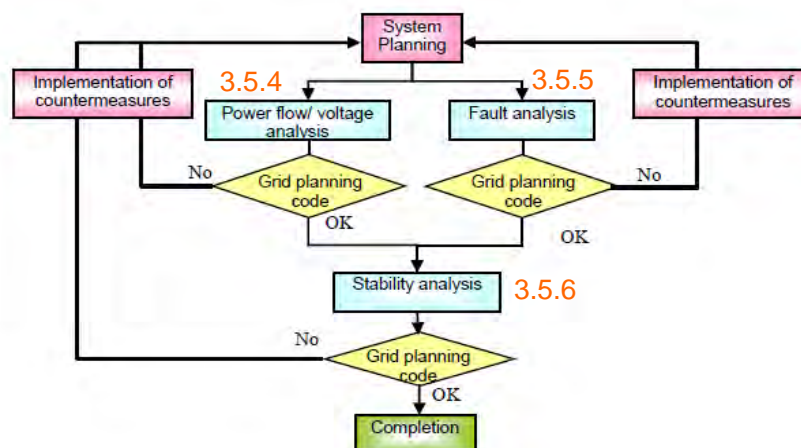 System
Planning
3.5.4
3.5.5
Implementation of
countermeasures
Implementation of
countermeasures
Power flow/ voltage
analysis
Fault analysis
No
Grid planning
code
Grid planning
code
No
OK
OK
Stability analysis
3.5.6
No
Grid planning
code
OK
Completion